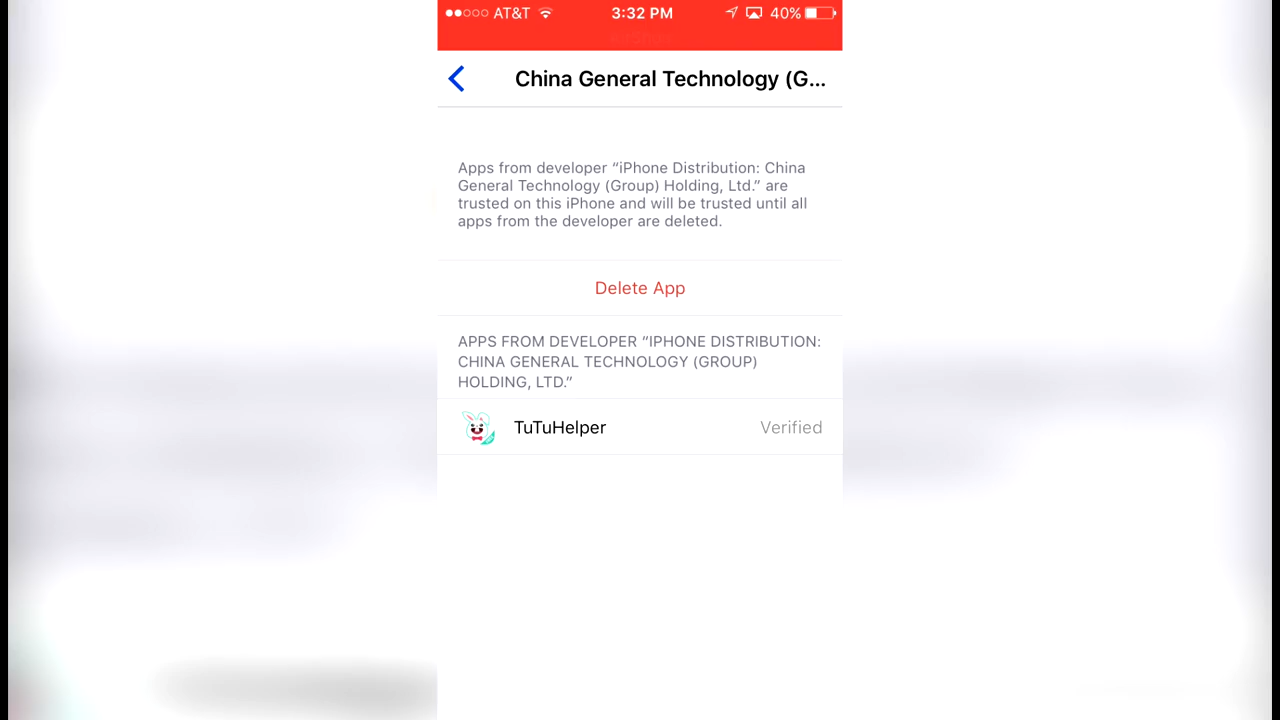 AT&T 3:32 PM 40%
China General Technology (G...
Apps from developer “iPhone Distribution: China
General Technology (Group) Holding, Ltd.” are
trusted on this iPhone and will be trusted until all
apps from the developer are deleted.
Delete App
APPS FROM DEVELOPER “IPHONE DISTRIBUTION:
CHINA GENERAL TECHNOLOGY (GROUP)
HOLDING, LTD.”
TuTuHelper Verified